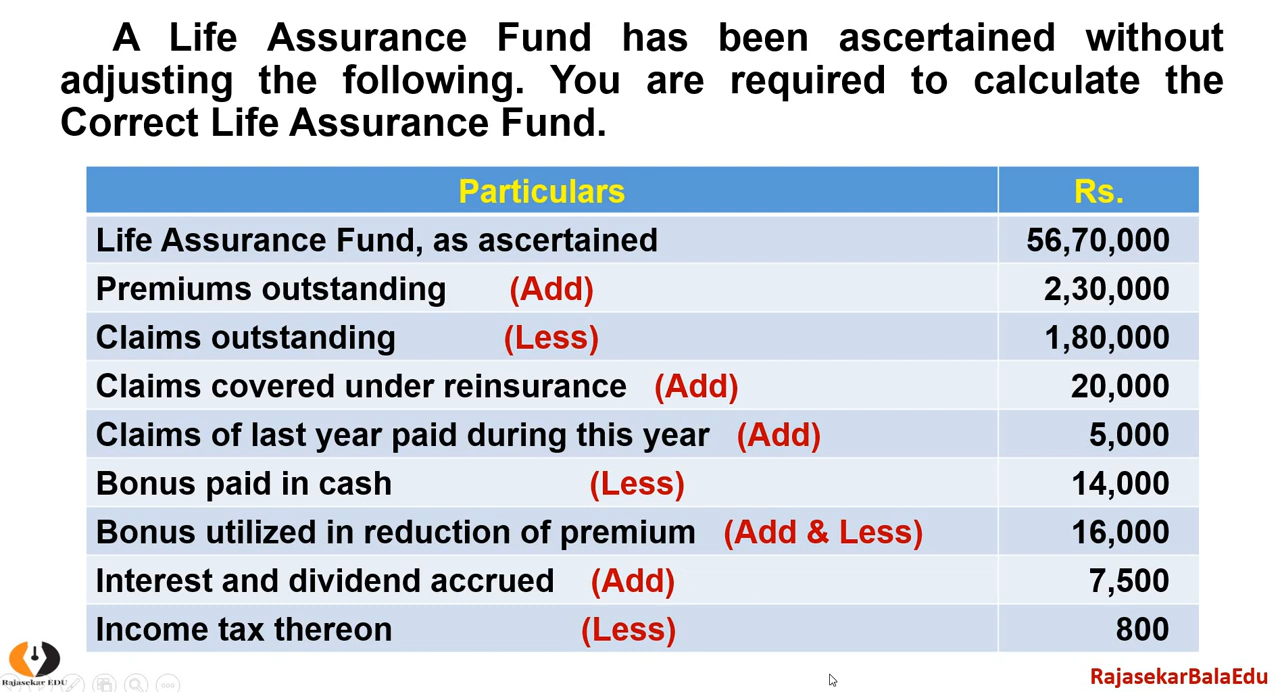 A Life Assurance Fund has been ascertained without
adjusting the following. You are required to calculate the
Correct Life Assurance Fund.
Particulars Rs.
Life Assurance Fund, as ascertained 56,70,000
Premiums outstanding (Add) 2,30,000
Claims outstanding (Less) 1,80,000
Claims covered under reinsurance (Add) 20,000
Claims of last year paid during this year (Add) 5,000
Bonus paid in cash (Less) 14,000
Bonus utilized in reduction of premium (Add & Less) 16,000
Interest and dividend accrued (Add) 7,500
Income tax thereon (Less) 800
Rajasekar EDU
RajasekarBalaEdu